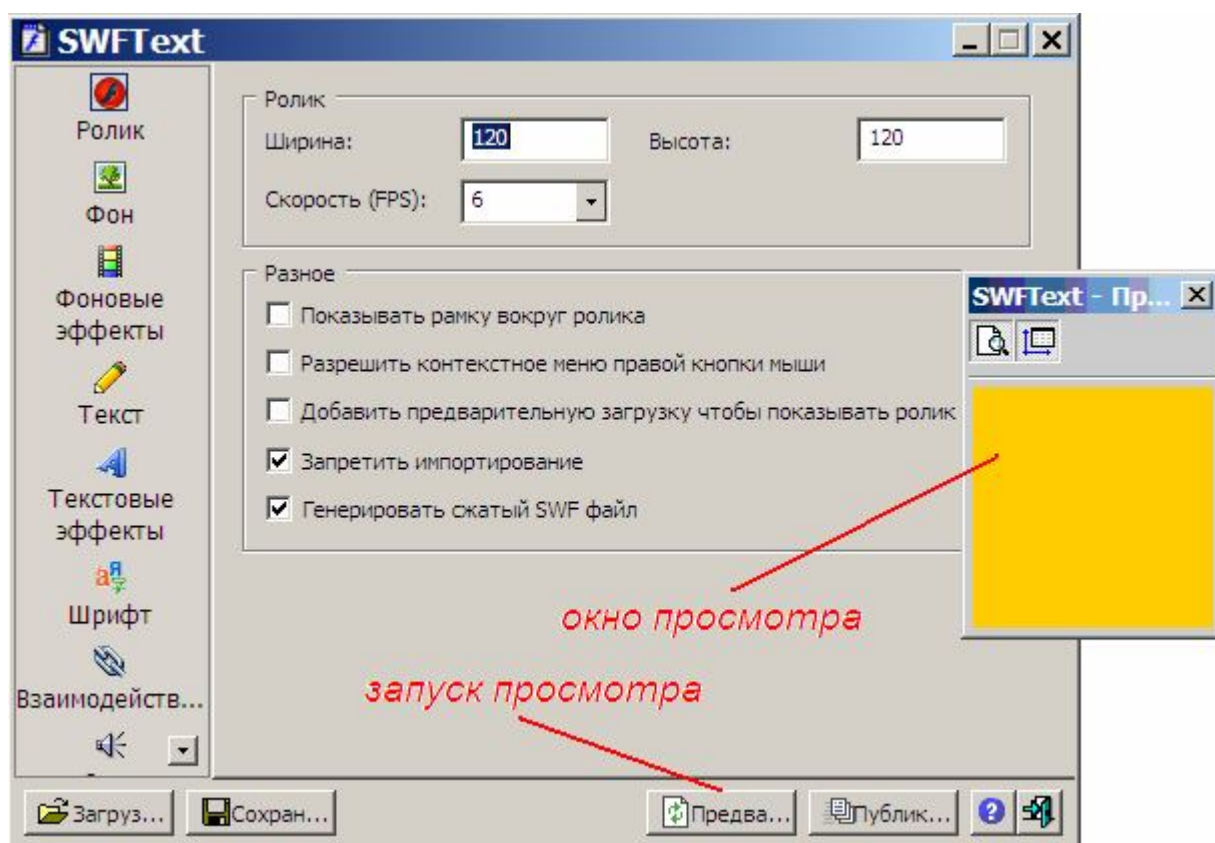 SWFText
Ролик
Фон
Фоновые
эффекты
Текст
Текстовые
эффекты
Шрифт
Взаимодейств...
Ролик
Ширина: 120 Высота: 120
Скорость (FPS): 6
Разное
Показывать рамку вокруг ролика
Разрешить контекстное меню правой кнопки мыши
Добавить предварительную загрузку чтобы показывать ролик
Запретить импортирование
Генерировать сжатый SWF файл
SWFText - Пр...
окно просмотра
запуск просмотра
Загруз... Сохран... Предва... Публик...